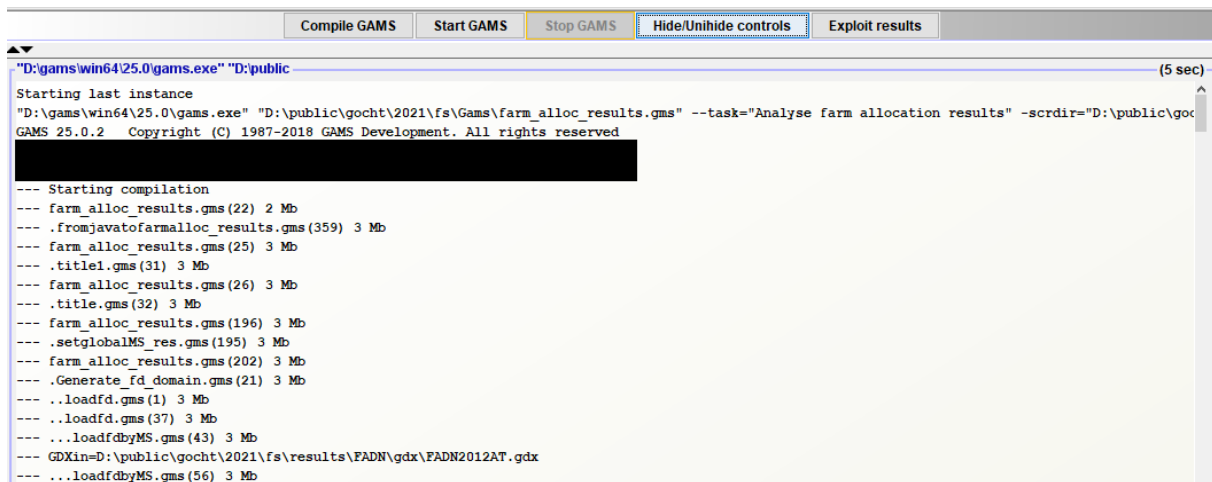 Compile GAMS Start GAMS Stop GAMS Hide/Unihide controls Exploit results
"D:\gams\win64\25.0\gams.exe" "D:\public (5 sec)
Starting last instance
"D:\gams\win64\25.0\gams.exe" "D:\public\gocht\2021\fs\Gams\farm_alloc_results.gms" --task="Analyse farm allocation results" -scrdir="D:\public\goc
GAMS 25.0.2 Copyright (C) 1987-2018 GAMS Development. All rights reserved
--- Starting compilation
--- farm_alloc_results.gms(22) 2 Mb
--- .fromjavatofarmalloc_results.gms(359) 3 Mb
--- farm_alloc_results.gms(25) 3 Mb
--- .title1.gms(31) 3 Mb
--- farm_alloc_results.gms(26) 3 Mb
--- .title.gms(32) 3 Mb
--- farm_alloc_results.gms(196) 3 Mb
--- .setglobalMS_res.gms(195) 3 Mb
--- farm_alloc_results.gms(202) 3 Mb
--- .Generate_fd_domain.gms(21) 3 Mb
--- ..loadfd.gms(1) 3 Mb
--- ..loadfd.gms(37) 3 Mb
--- ...loadfdbyMS.gms(43) 3 Mb
--- GDXin=D:\public\gocht\2021\fs\results\FADN\gdx\FADN2012AT.gdx
--- ...loadfdbyMS.gms(56) 3 Mb